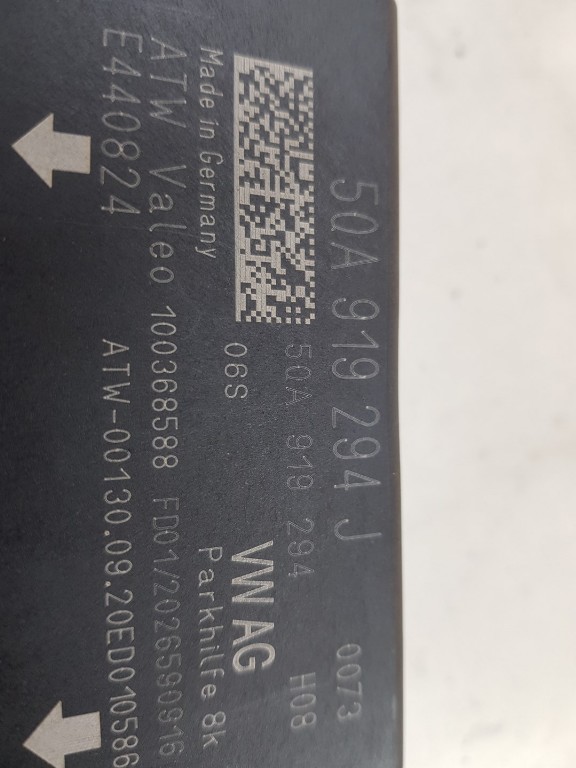 50A 919 294 J 0073
50A 919 294 H08
06S VW AG
Made in Germany Parkhilfe 8k
ATW Valeo 100368588 FD01/2026590916
E440824 ATW-00130.09.20ED010586